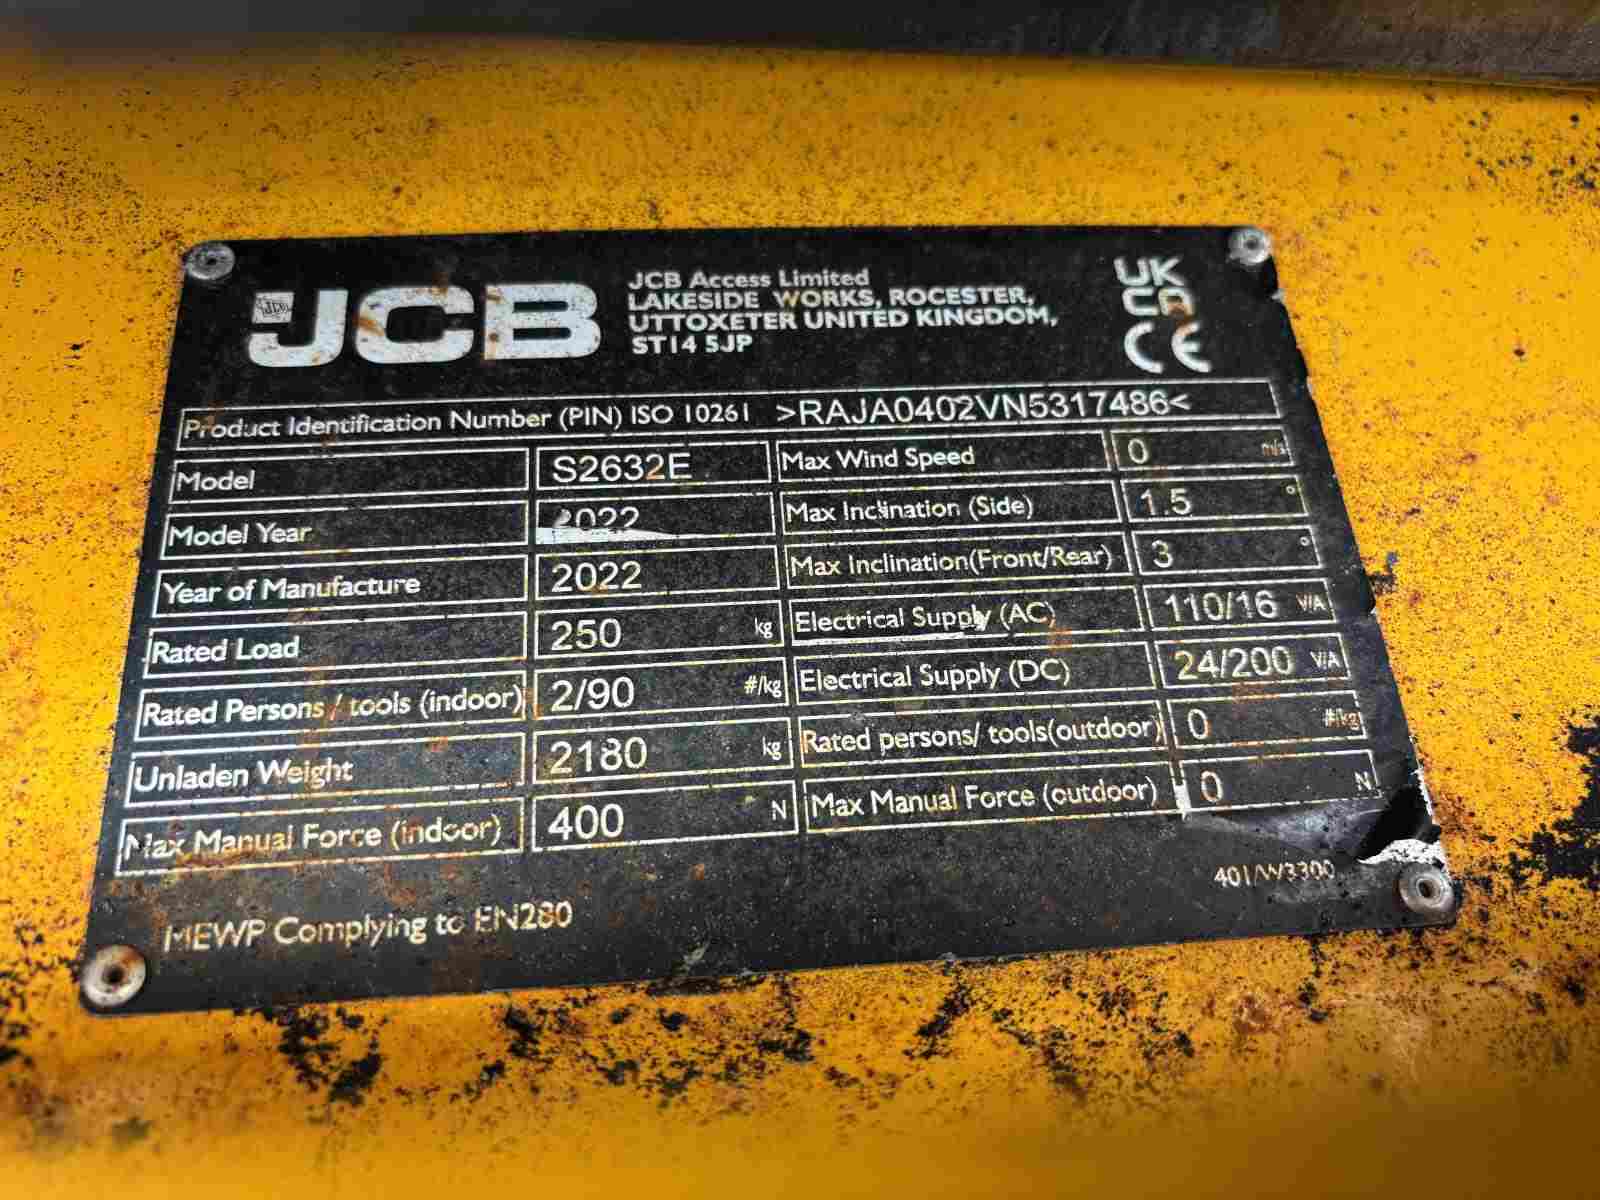 JCB
JCB
JCB Access Limited
LAKESIDE WORKS, ROCESTER,
UTTOXETER UNITED KINGDOM,
ST14 5JP
UK
CA
CE
Product Identification Number (PIN) ISO 10261 >RAJA0402VN5317486<
Model S2632E Max Wind Speed 0 m/s
Model Year 2022 Max Inclination (Side) 1.5 °
Year of Manufacture 2022 Max Inclination(Front/Rear) 3 °
Rated Load 250 kg Electrical Supply (AC) 110/16 V/A
Rated Persons / tools (indoor) 2/90 #/kg Electrical Supply (DC) 24/200 V/A
Unladen Weight 2180 kg Rated persons/ tools(outdoor) 0 #/kg
Max Manual Force (indoor) 400 N Max Manual Force (outdoor) 0 N
401/W3300
MEWP Complying to EN280